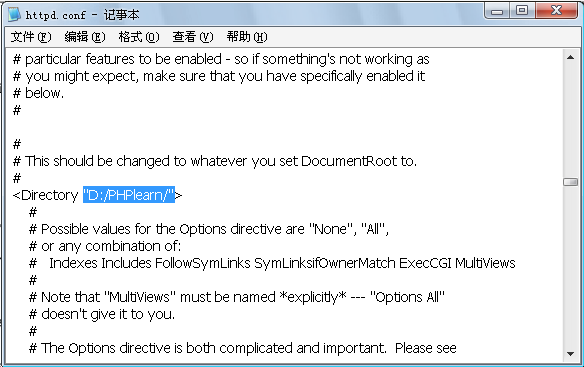 httpd.conf - 记事本
文件(F) 编辑(E) 格式(O) 查看(V) 帮助(H)
# particular features to be enabled - so if something's not working as
# you might expect, make sure that you have specifically enabled it
# below.
#
#
# This should be changed to whatever you set DocumentRoot to.
#
<Directory "D:/PHPlearn/">
#
# Possible values for the Options directive are "None", "All",
# or any combination of:
#   Indexes Includes FollowSymLinks SymLinksifOwnerMatch ExecCGI MultiViews
#
# Note that "MultiViews" must be named *explicitly* --- "Options All"
# doesn't give it to you.
#
# The Options directive is both complicated and important.  Please see